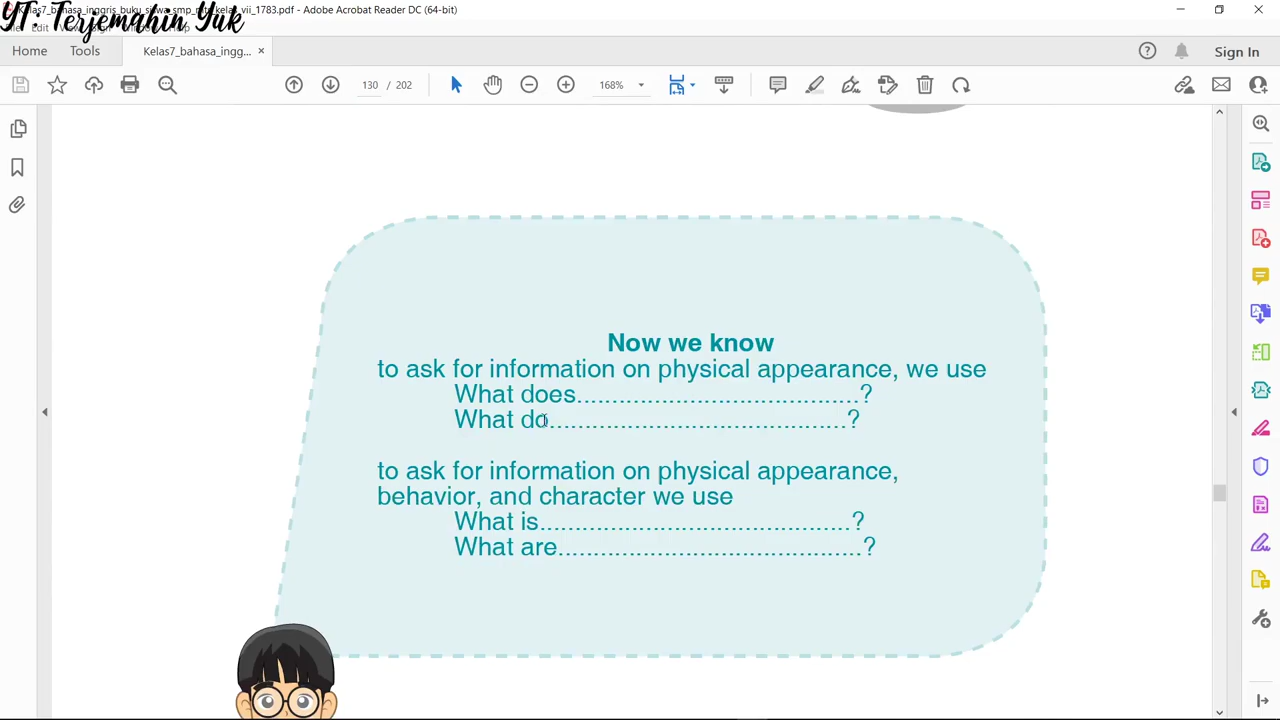 YT: Terjemahin Yuk
Home
Tools
Kelas7_bahasa_ingg...
Sign In
130 / 202
168%
Now we know
to ask for information on physical appearance, we use
What does........................................?
What do..........................................?
to ask for information on physical appearance,
behavior, and character we use
What is............................................?
What are...........................................?